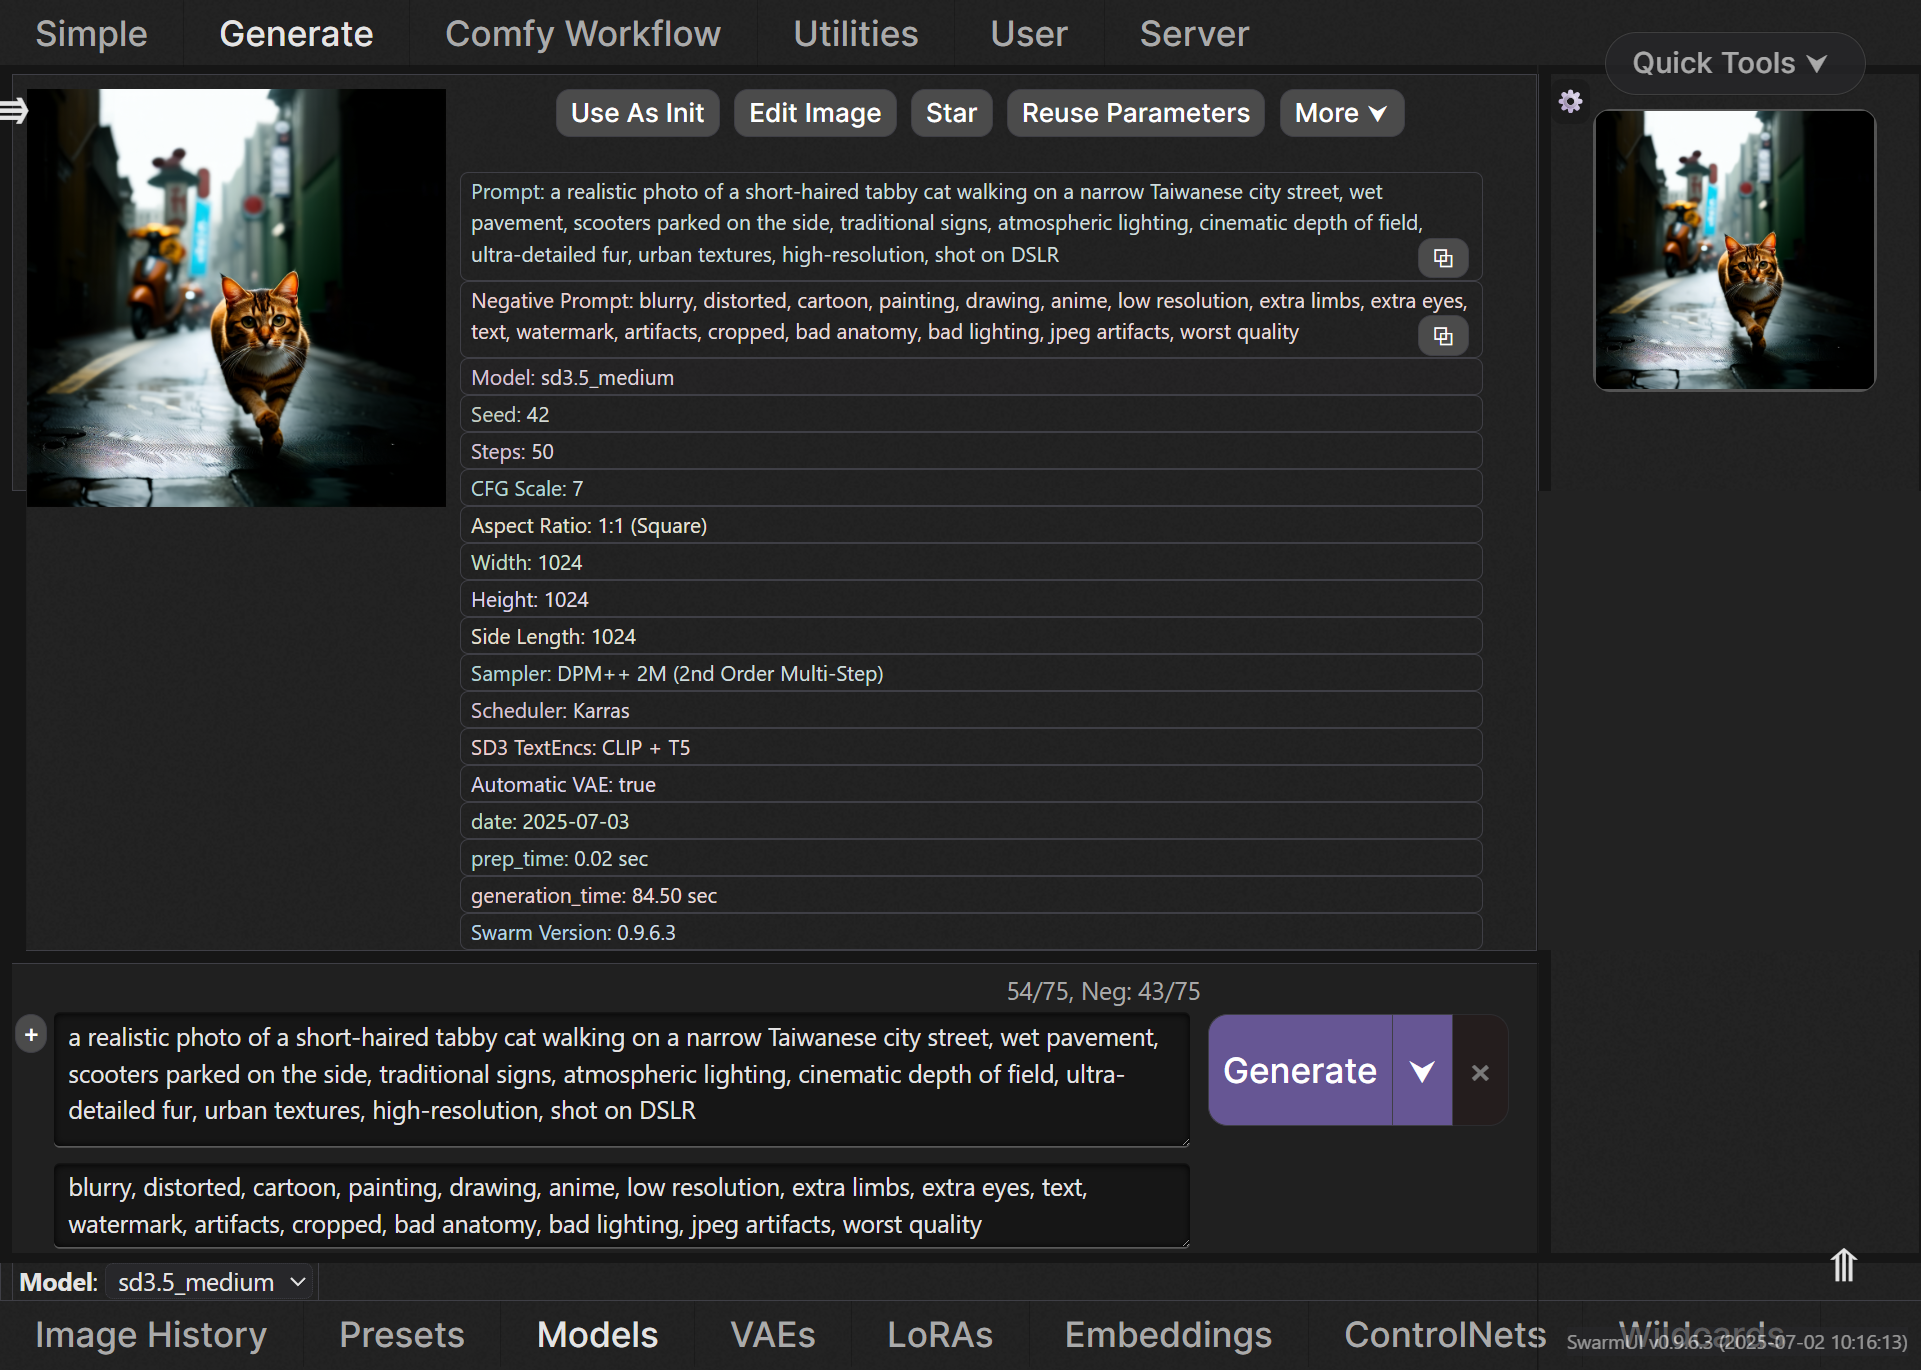 Simple Generate Comfy Workflow Utilities User Server
Quick Tools
Use As Init Edit Image Star Reuse Parameters More
Prompt: a realistic photo of a short-haired tabby cat walking on a narrow Taiwanese city street, wet
pavement, scooters parked on the side, traditional signs, atmospheric lighting, cinematic depth of field,
ultra-detailed fur, urban textures, high-resolution, shot on DSLR
Negative Prompt: blurry, distorted, cartoon, painting, drawing, anime, low resolution, extra limbs, extra eyes,
text, watermark, artifacts, cropped, bad anatomy, bad lighting, jpeg artifacts, worst quality
Model: sd3.5_medium
Seed: 42
Steps: 50
CFG Scale: 7
Aspect Ratio: 1:1 (Square)
Width: 1024
Height: 1024
Side Length: 1024
Sampler: DPM++ 2M (2nd Order Multi-Step)
Scheduler: Karras
SD3 TextEncs: CLIP + T5
Automatic VAE: true
date: 2025-07-03
prep_time: 0.02 sec
generation_time: 84.50 sec
Swarm Version: 0.9.6.3
54/75, Neg: 43/75
a realistic photo of a short-haired tabby cat walking on a narrow Taiwanese city street, wet pavement,
scooters parked on the side, traditional signs, atmospheric lighting, cinematic depth of field, ultra-
detailed fur, urban textures, high-resolution, shot on DSLR
Generate
blurry, distorted, cartoon, painting, drawing, anime, low resolution, extra limbs, extra eyes, text,
watermark, artifacts, cropped, bad anatomy, bad lighting, jpeg artifacts, worst quality
Model: sd3.5_medium
Image History Presets Models VAEs LoRAs Embeddings ControlNets Wildcards
SwarmUI v0.9.6.3 (2025-07-02 10:16:13)